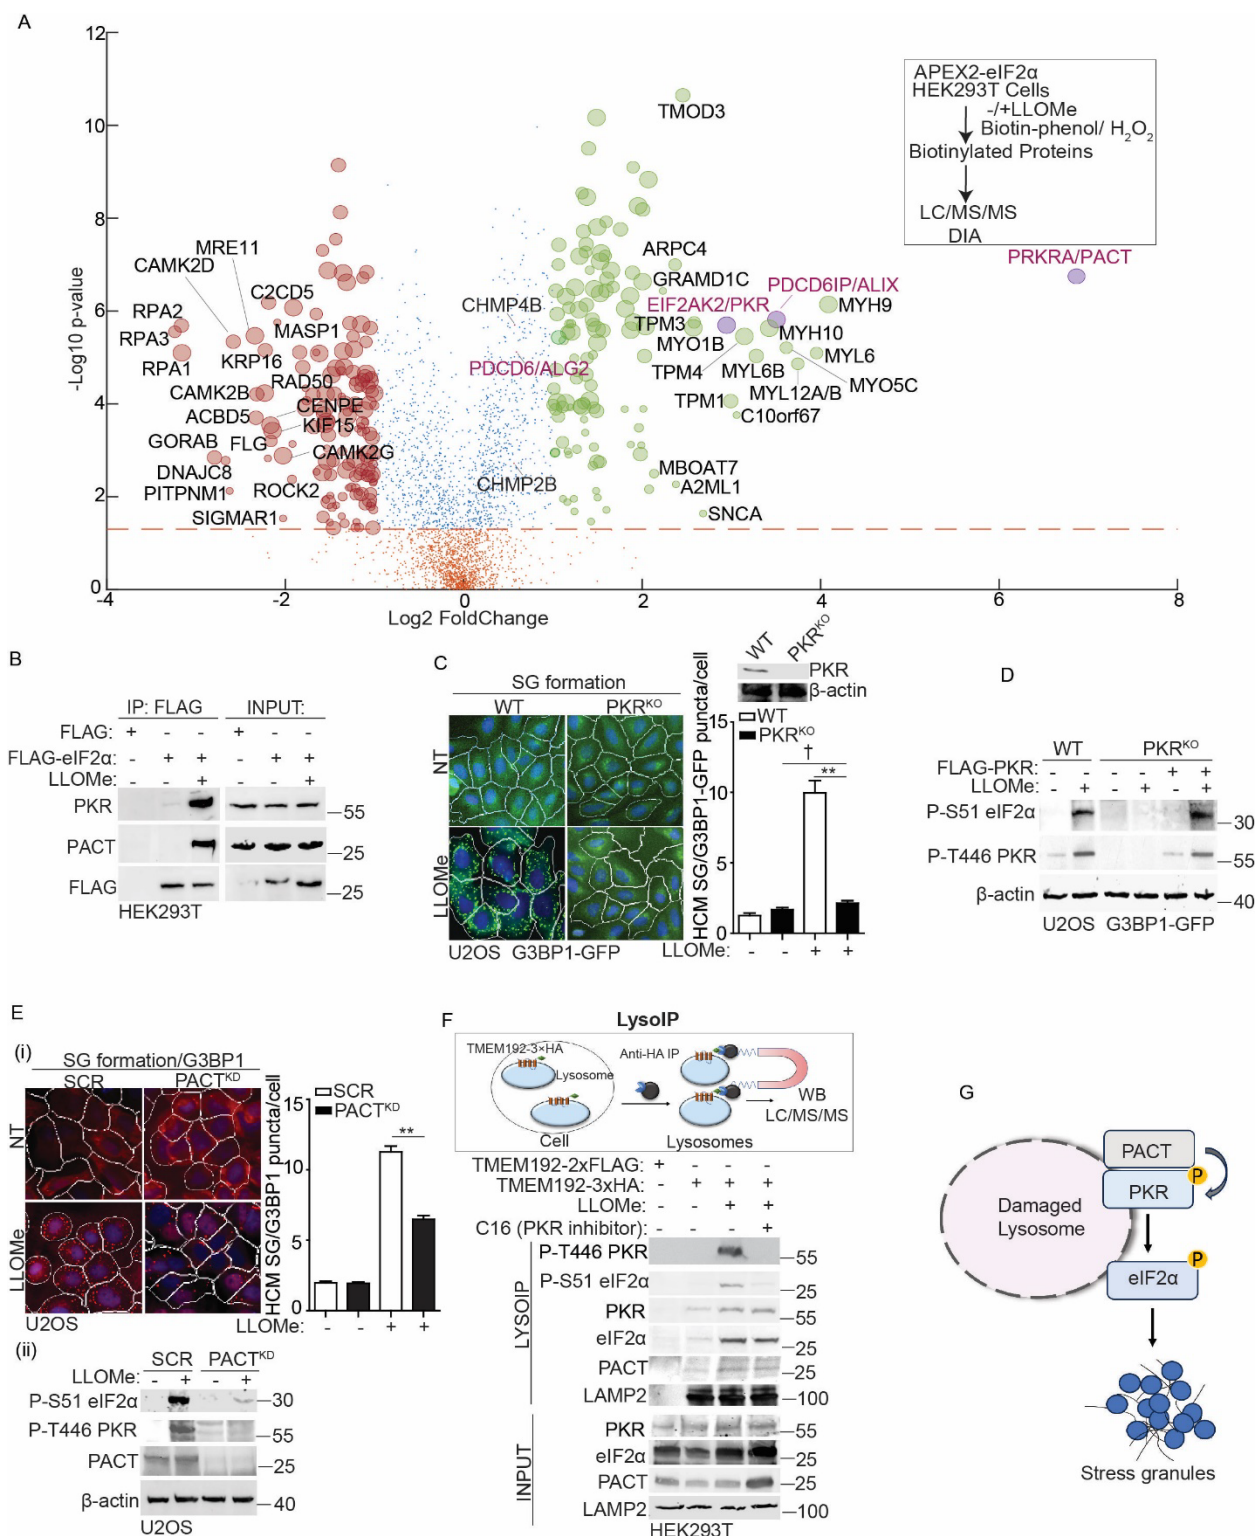 A
12
10
8
6
4
2
0
-Log10 p-value
-4
-2
0
2
4
6
8
Log2 FoldChange
TMOD3
MRE11
CAMK2D
C2CD5
RPA2
RPA3
MASP1
RPA1
KRP16
RAD50
CAMK2B
CENPE
ACBD5
KIF15
GORAB
FLG
CAMK2G
DNAJC8
PITPNM1
ROCK2
SIGMAR1
CHMP4B
PDCD6/ALG2
CHMP2B
ARPC4
GRAMD1C
PDCD6IP/ALIX
EIF2AK2/PKR
PRKRA/PACT
MYH9
TPM3
MYH10
MYO1B
MYL6
TPM4
MYL6B
MYO5C
MYL12A/B
TPM1
C10orf67
MBOAT7
A2ML1
SNCA
APEX2-eIF2α
HEK293T Cells
-/+LLOMe
Biotin-phenol/ H₂O₂
Biotinylated Proteins
LC/MS/MS
DIA
B
IP: FLAG INPUT:
FLAG: + - - + - -
FLAG-eIF2α: - + + - + +
LLOMe: - - + - - +
PKR 55
PACT 25
FLAG 25
HEK293T
C
SG formation
WT PKRᴷᴼ
NT
LLOMe
U2OS G3BP1-GFP
WT PKRᴷᴼ
PKR
β-actin
HCM SG/G3BP1-GFP puncta/cell
15
10
5
0
WT
PKRᴷᴼ
†
**
LLOMe: - - + +
D
WT PKRᴷᴼ
FLAG-PKR: - - - - + +
LLOMe: - + - + - +
P-S51 eIF2α 30
P-T446 PKR 55
β-actin 40
U2OS G3BP1-GFP
E
(i)
SG formation/G3BP1
SCR PACTᴷᴰ
NT
LLOMe
U2OS
HCM SG/G3BP1 puncta/cell
15
10
5
0
SCR
PACTᴷᴰ
**
LLOMe: - - + +
(ii)
SCR PACTᴷᴰ
LLOMe: - + - +
P-S51 eIF2α 30
P-T446 PKR 55
PACT 25
β-actin 40
U2OS
F
LysoIP
TMEM192-3×HA
Lysosome
Cell
Anti-HA IP
Lysosomes
WB
LC/MS/MS
TMEM192-2xFLAG: + - - -
TMEM192-3xHA: - + + +
LLOMe: - - + +
C16 (PKR inhibitor): - - - +
LYSOIP
P-T446 PKR 55
P-S51 eIF2α 25
PKR 55
eIF2α 25
PACT 25
LAMP2 100
INPUT
PKR 55
eIF2α 25
PACT 25
LAMP2 100
HEK293T
G
Damaged
Lysosome
PACT
P
PKR
P
eIF2α
Stress granules